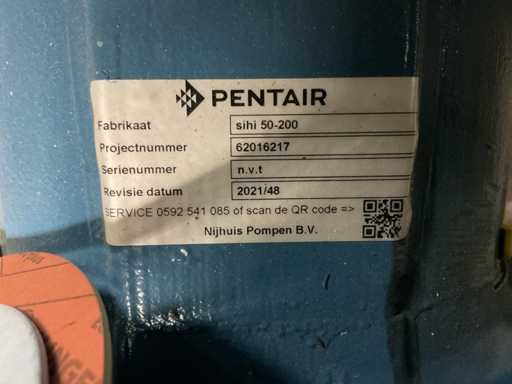 PENTAIR
Fabrikaat sihi 50-200
Projectnummer 62016217
Serienummer n.v.t
Revisie datum 2021/48
SERVICE 0592 541 085 of scan de QR code =>
Nijhuis Pompen B.V.